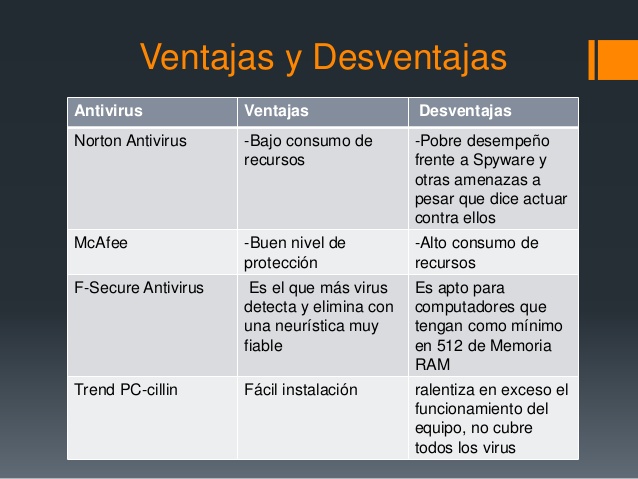 Ventajas y Desventajas
Antivirus Ventajas Desventajas
Norton Antivirus
-Bajo consumo de
recursos
-Pobre desempeño
frente a Spyware y
otras amenazas a
pesar que dice actuar
contra ellos
McAfee
-Buen nivel de
protección
-Alto consumo de
recursos
F-Secure Antivirus
Es el que más virus
detecta y elimina con
una neurística muy
fiable
Es apto para
computadores que
tengan como mínimo
en 512 de Memoria
RAM
Trend PC-cillin
Fácil instalación
ralentiza en exceso el
funcionamiento del
equipo, no cubre
todos los virus